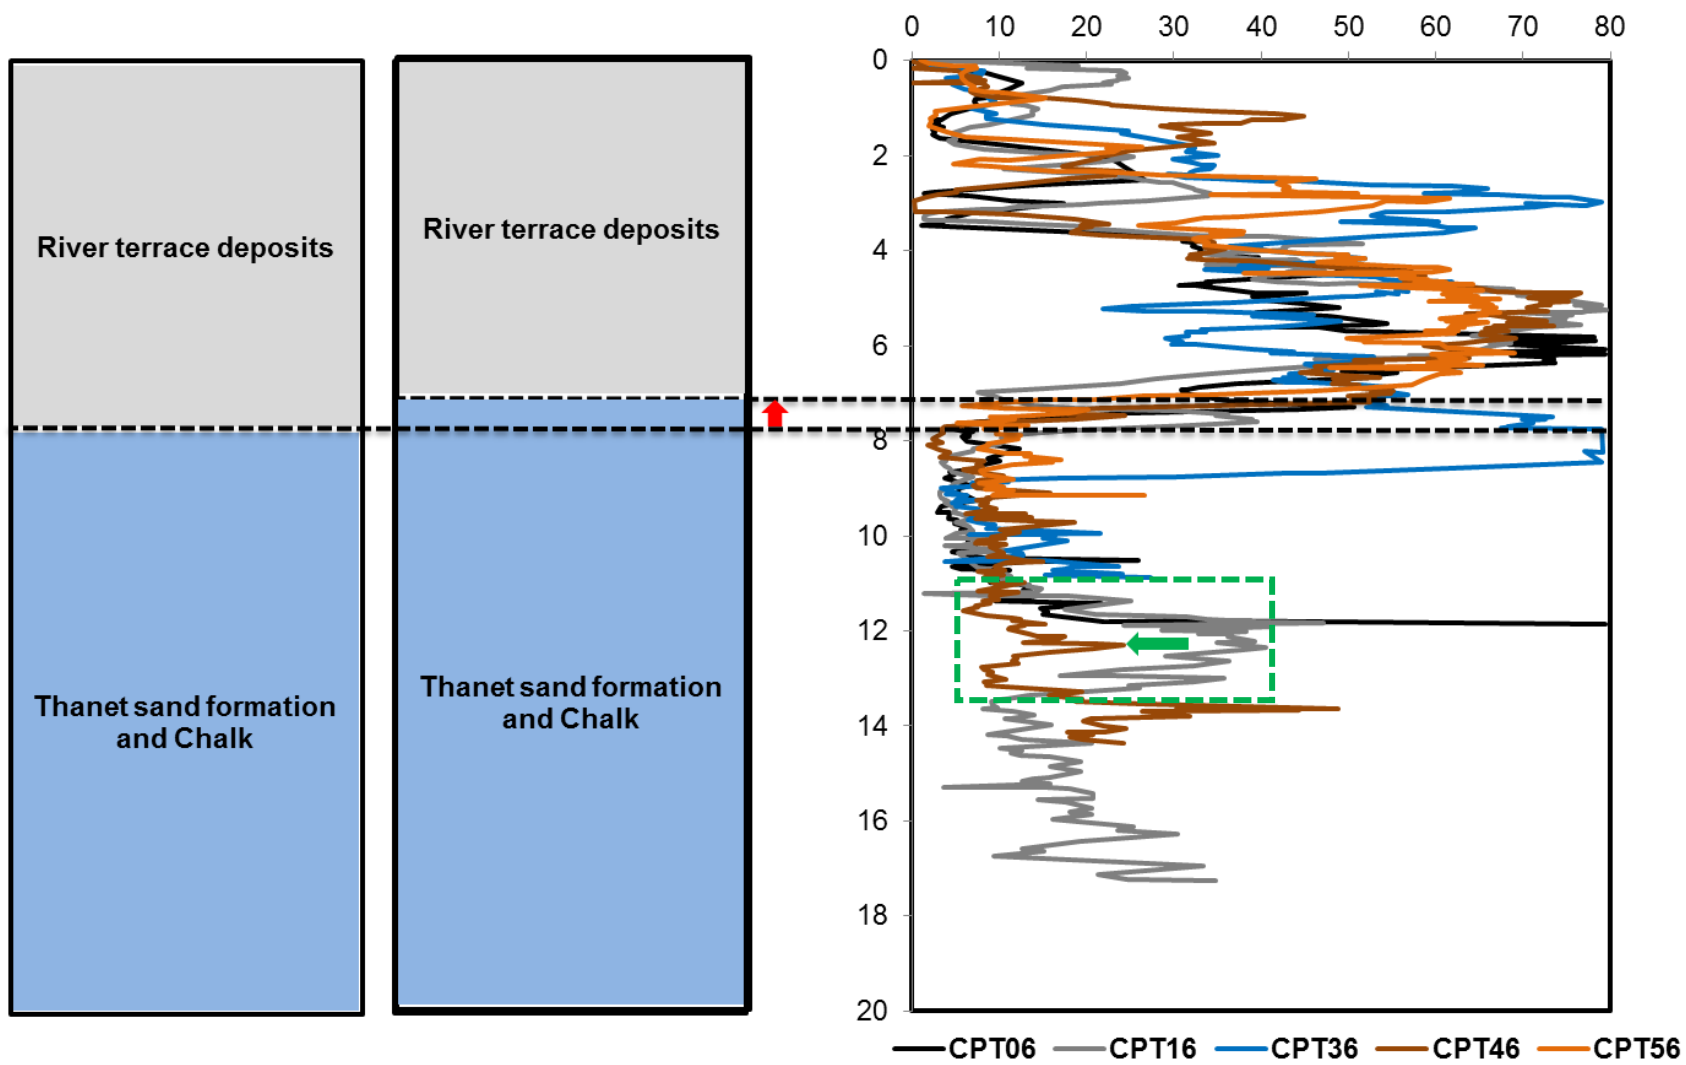 0 10 20 30 40 50 60 70 80
0
2
4
6
8
10
12
14
16
18
20
River terrace deposits
Thanet sand formation
and Chalk
River terrace deposits
Thanet sand formation
and Chalk
CPT06 CPT16 CPT36 CPT46 CPT56